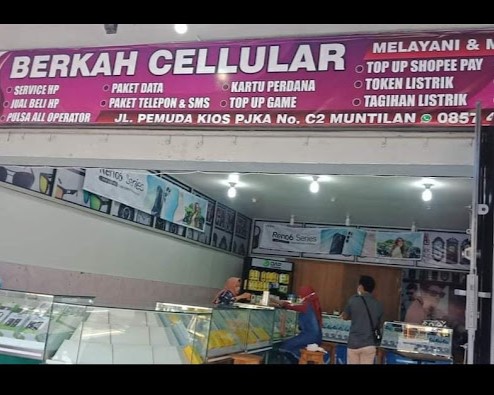 BERKAH CELLULAR
MELAYANI & M
SERVICE HP
JUAL BELI HP
PULSA ALL OPERATOR
PAKET DATA
PAKET TELEPON & SMS
KARTU PERDANA
TOP UP GAME
TOP UP SHOPEE PAY
TOKEN LISTRIK
TAGIHAN LISTRIK
JL. PEMUDA KIOS PJKA No. C2 MUNTILAN 0857
Reno6 Series
Reno6 Series